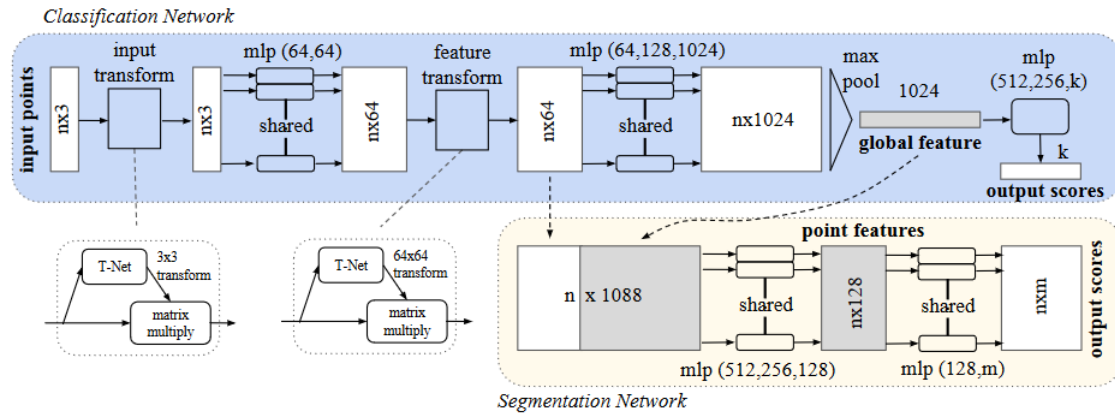 Classification Network
input points
nx3
input
transform
nx3
mlp (64,64)
shared
nx64
feature
transform
nx64
mlp (64,128,1024)
shared
nx1024
max
pool
1024
global feature
mlp
(512,256,k)
k
output scores
T-Net
3x3
transform
matrix
multiply
T-Net
64x64
transform
matrix
multiply
point features
n x 1088
shared
mlp (512,256,128)
nx128
shared
mlp (128,m)
nxm
output scores
Segmentation Network